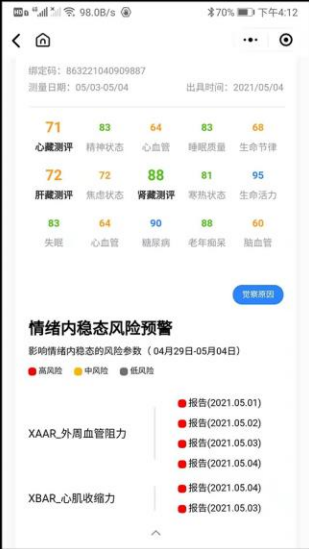 HD 98.0B/s 70% 下午4:12
绑定码：863221040909887
测量日期：05/03-05/04 出具时间：2021/05/04
71 83 64 83 68
心藏测评 精神状态 心血管 睡眠质量 生命节律
72 72 88 81 95
肝藏测评 焦虑状态 肾藏测评 寒热状态 生命活力
83 64 90 88 60
失眠 心血管 糖尿病 老年痴呆 脑血管
觉察原因
情绪内稳态风险预警
影响情绪内稳态的风险参数（04月29日-05月04日）
高风险 中风险 低风险
报告(2021.05.01)
报告(2021.05.02)
XAAR_外周血管阻力
报告(2021.05.03)
报告(2021.05.04)
报告(2021.05.04)
XBAR_心肌收缩力
报告(2021.05.03)